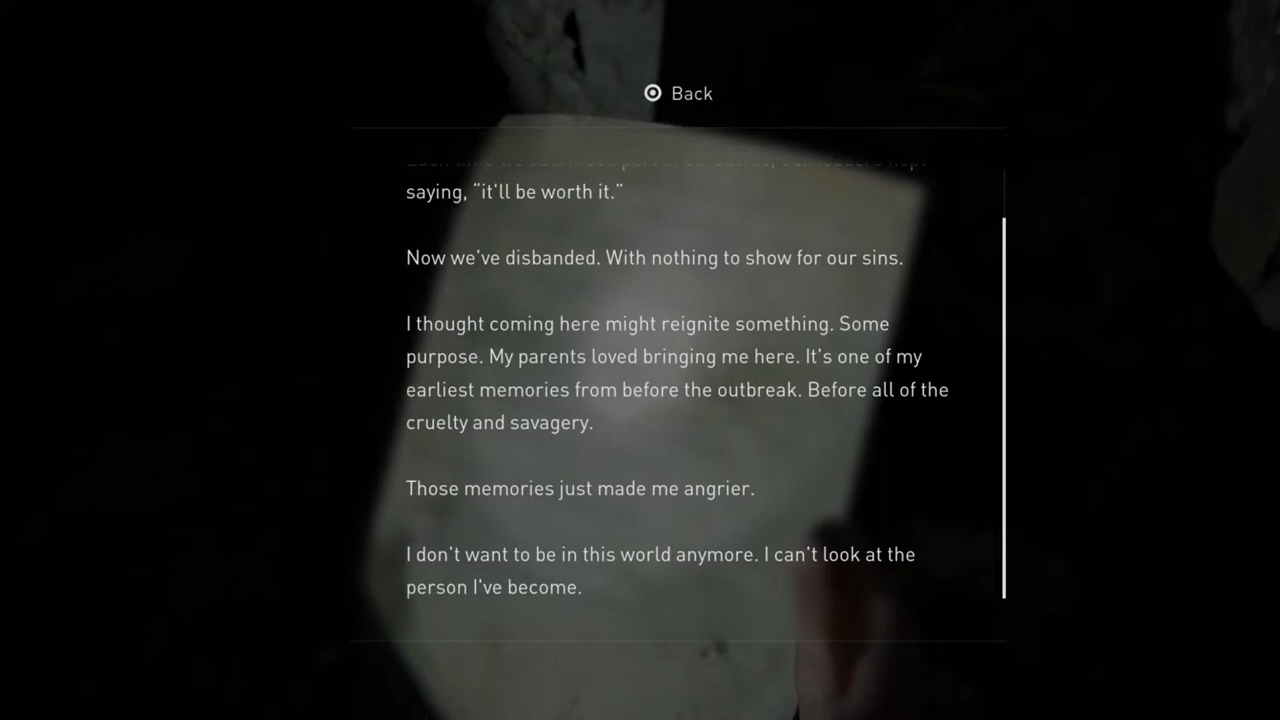 Back
saying, “it'll be worth it.”
Now we've disbanded. With nothing to show for our sins.
I thought coming here might reignite something. Some
purpose. My parents loved bringing me here. It's one of my
earliest memories from before the outbreak. Before all of the
cruelty and savagery.
Those memories just made me angrier.
I don't want to be in this world anymore. I can't look at the
person I've become.